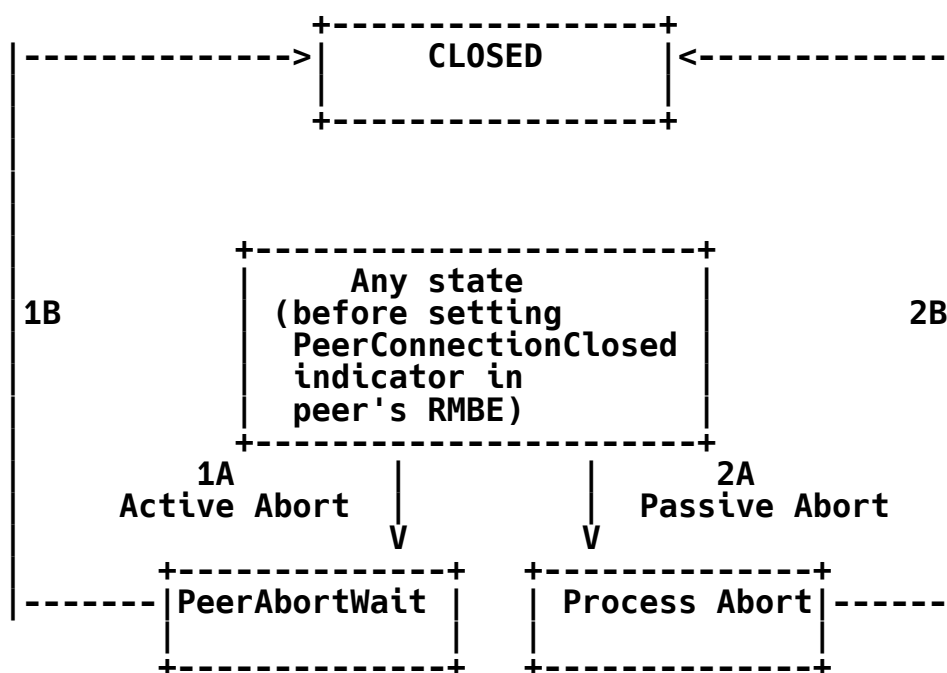 CLOSED
Any state
1B (before setting 2B
PeerConnectionClosed
indicator in
peer's RMBE)
1A 2A
Active Abort Passive Abort
V V
PeerAbortWait Process Abort